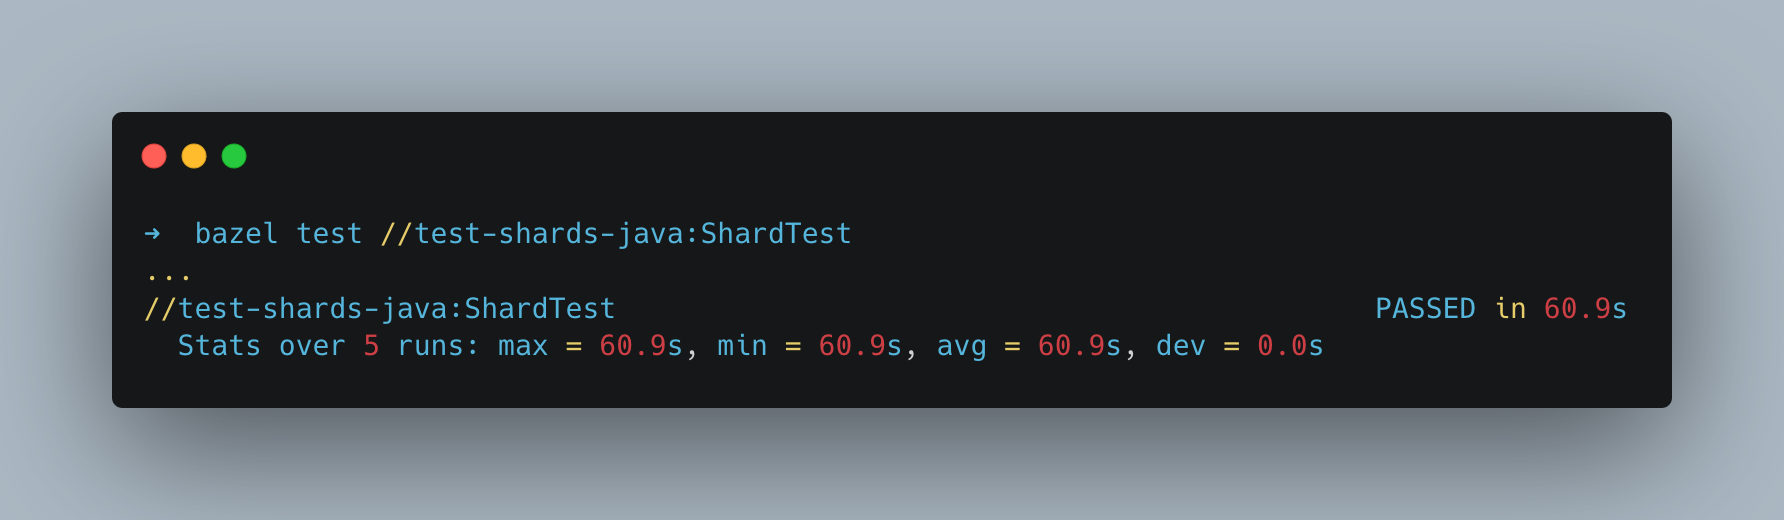 ➜  bazel test //test-shards-java:ShardTest
...
//test-shards-java:ShardTest PASSED in 60.9s
  Stats over 5 runs: max = 60.9s, min = 60.9s, avg = 60.9s, dev = 0.0s